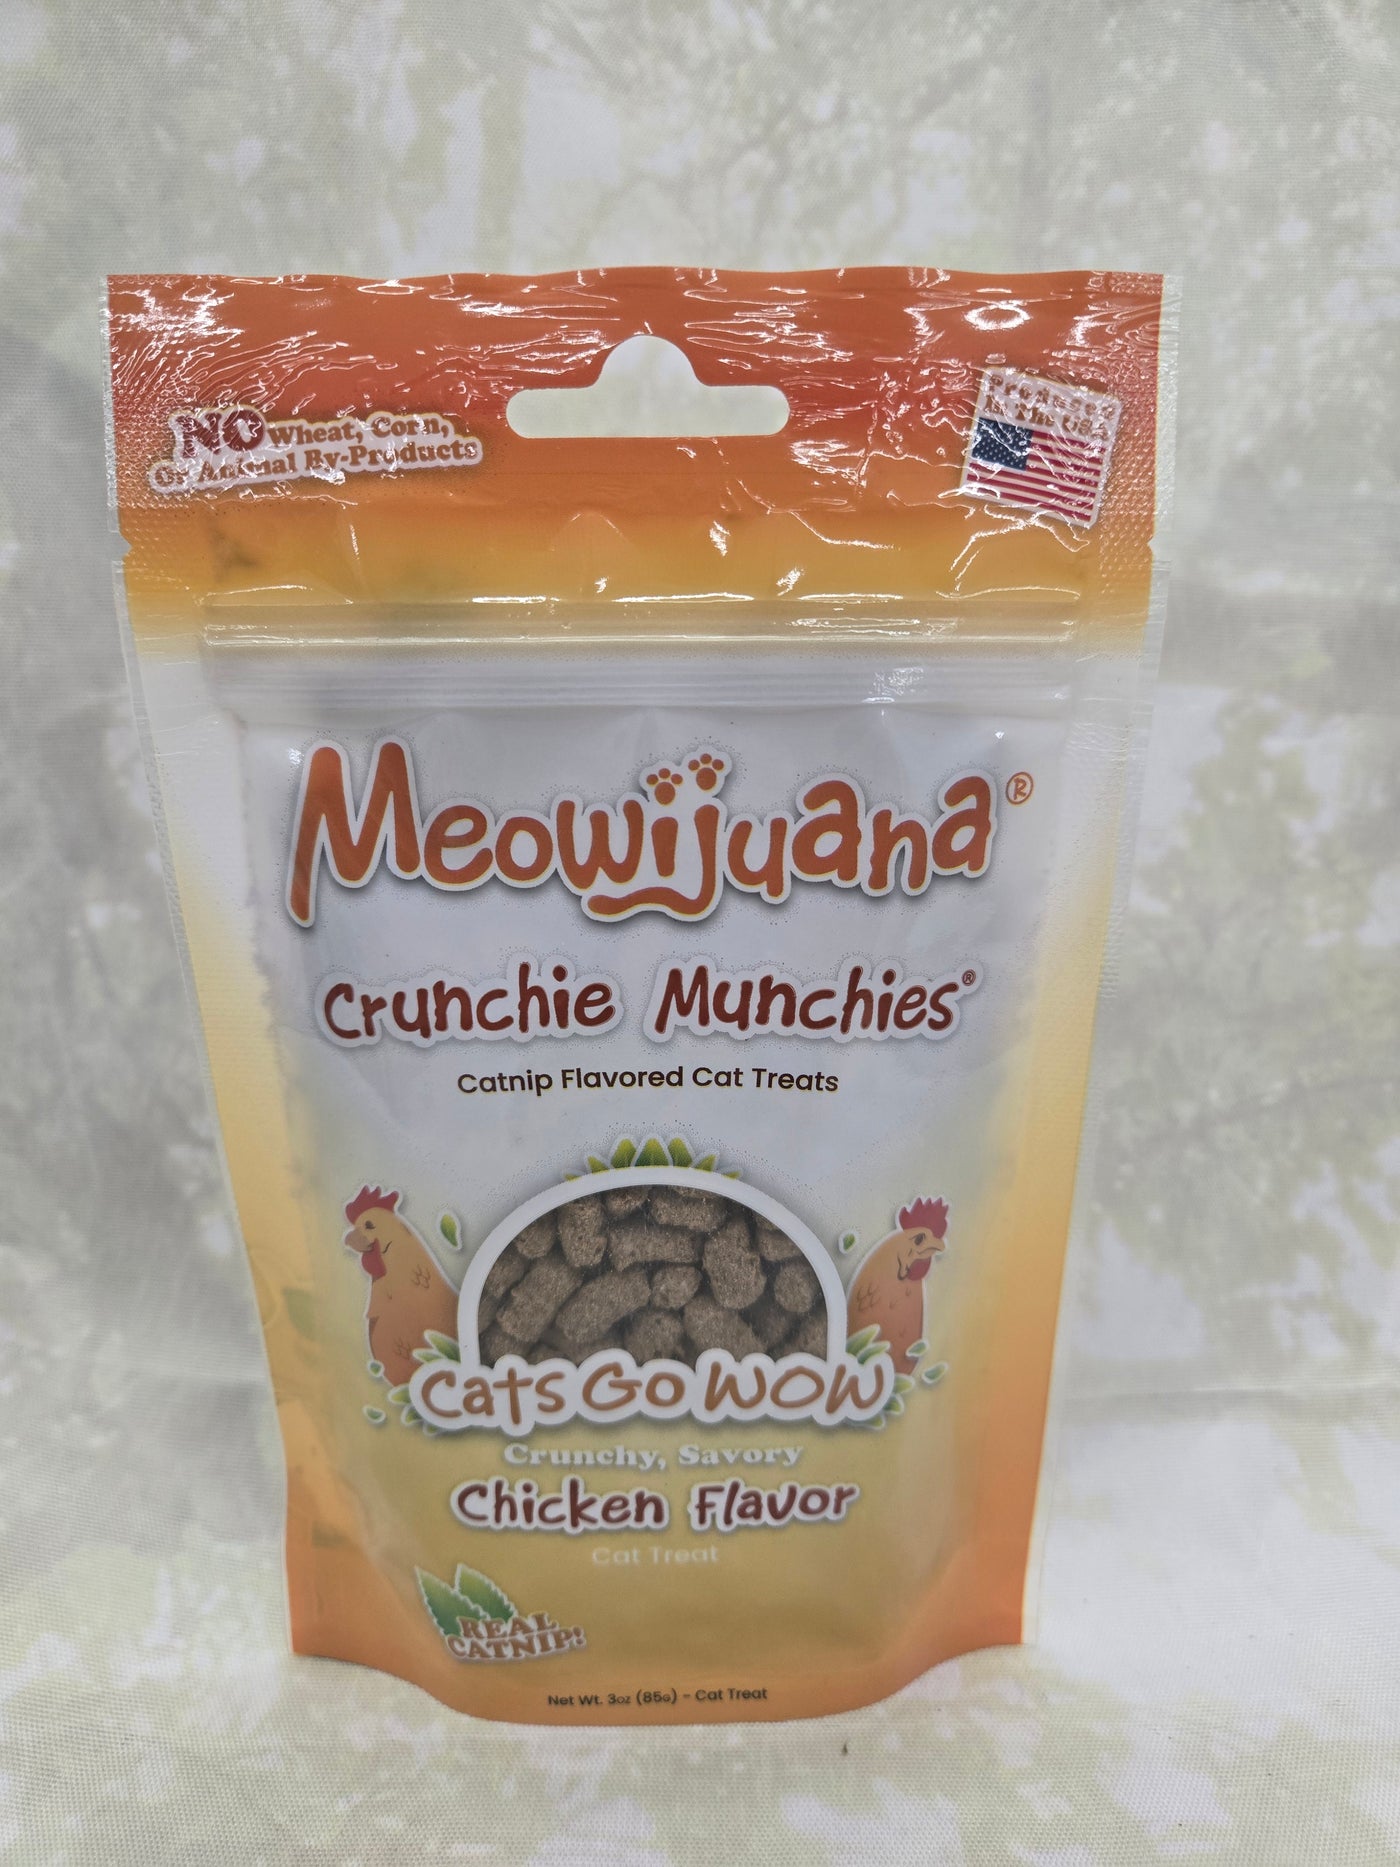 NO Wheat, Corn,
Or Animal By-Products
Produced
In The USA
Meowijuana®
Crunchie Munchies®
Catnip Flavored Cat Treats
Cats Go WOW
Crunchy, Savory
Chicken Flavor
Cat Treat
REAL
CATNIP!
Net Wt. 3oz (85G) - Cat Treat